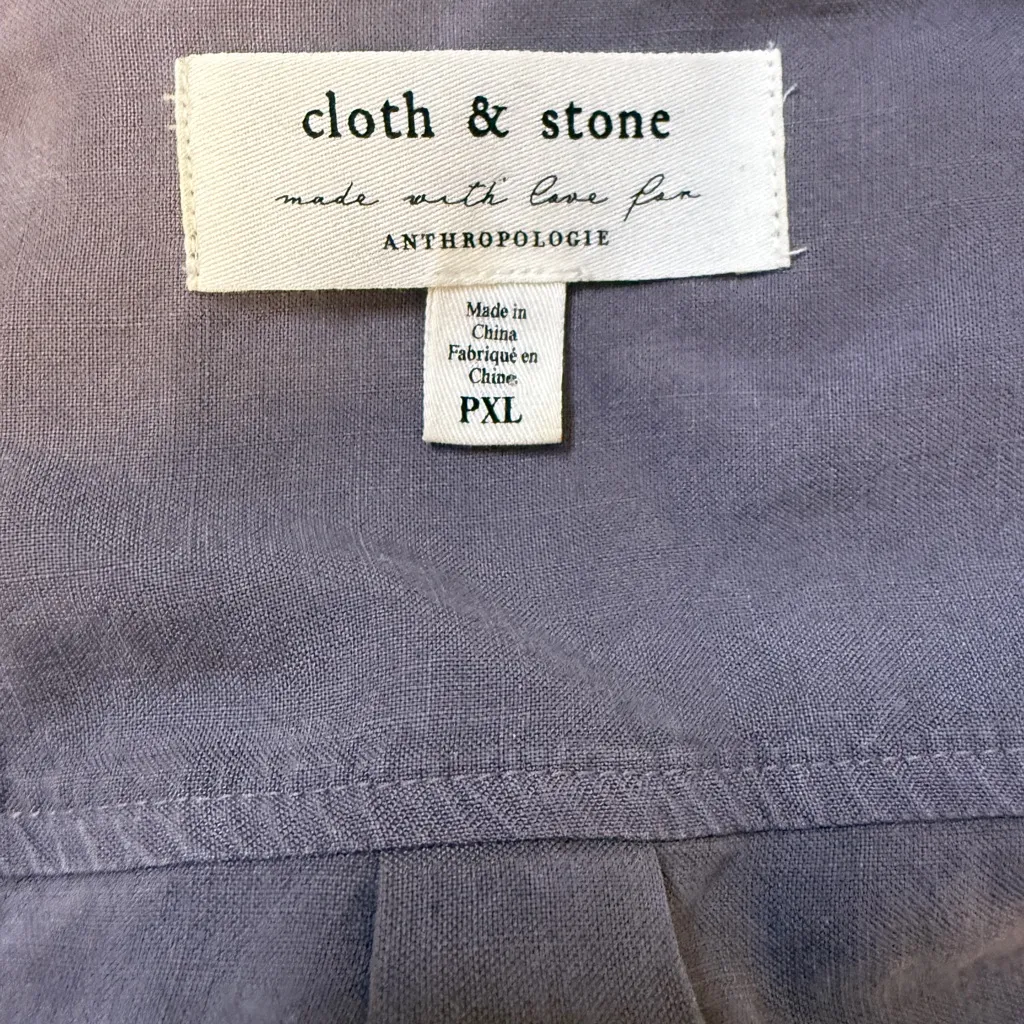 cloth & stone
made with love for
ANTHROPOLOGIE
Made in
China
Fabriqué en
Chine
PXL